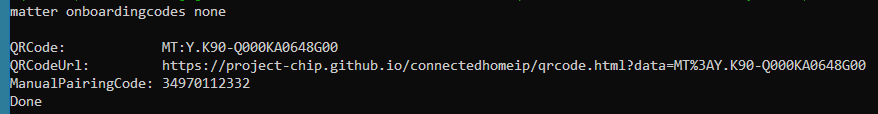 matter onboardingcodes none
QRCode: MT:Y.K90-Q000KA0648G00
QRCodeUrl: https://project-chip.github.io/connectedhomeip/qrcode.html?data=MT%3AY.K90-Q000KA0648G00
ManualPairingCode: 34970112332
Done